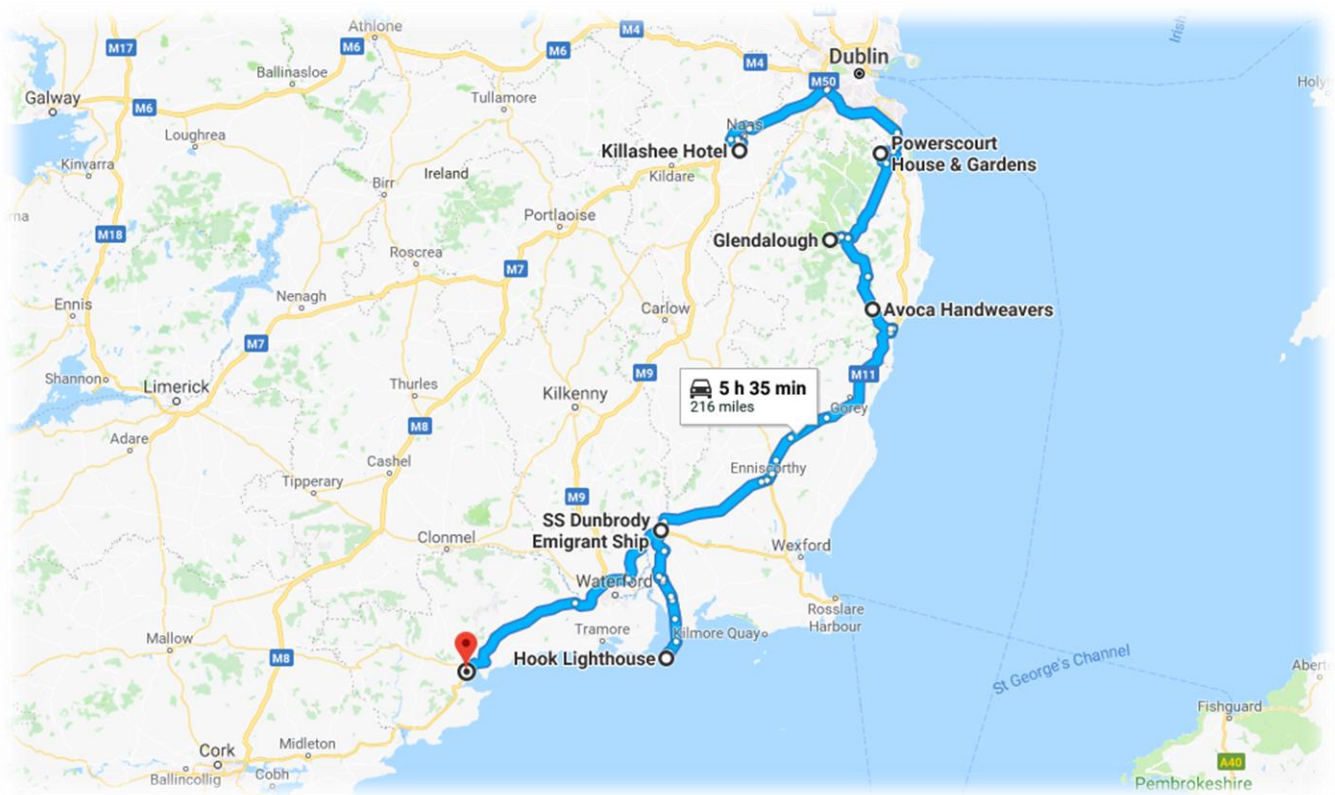 Athlone
M4
M17
M6
M6
Dublin
M4
Ballinasloe
M50
Irish
Holy
Galway
M6
Tullamore
Loughrea
Naas
Killashee Hotel
Powerscourt
House & Gardens
Kinvarra
Ireland
Kildare
Birr
na
Portlaoise
M18
Glendalough
Roscrea
M7
Nenagh
Ennis
Carlow
Avoca Handweavers
M7
Shannon
Limerick
Thurles
M9
M11
5 h 35 min
216 miles
Kilkenny
Gorey
M8
Adare
Cashel
Enniscorthy
Tipperary
M9
SS Dunbrody
Emigrant Ship
Clonmel
Wexford
Waterford
Rosslare
Harbour
Tramore
Kilmore Quay
Mallow
M8
Hook Lighthouse
St George's Channel
Aberte
Fishguard
Cork
Midleton
A40
Ballincollig
Cobh
Pembrokeshire